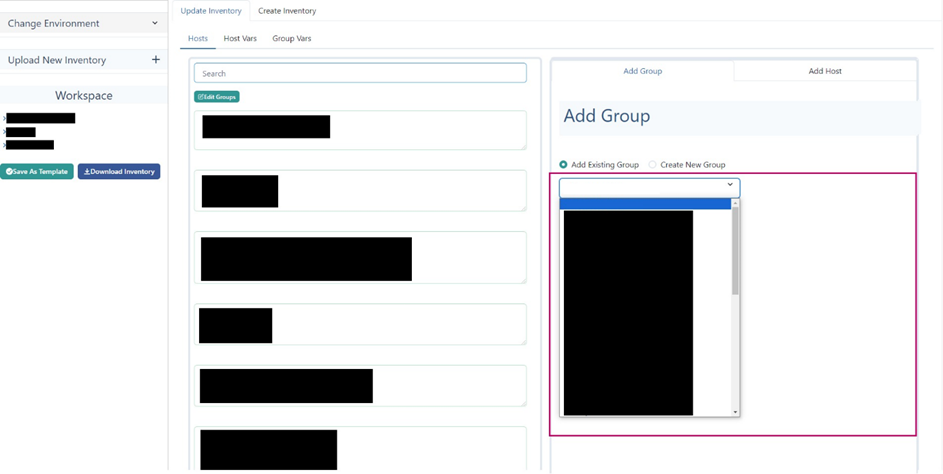 Change Environment
Upload New Inventory
Workspace
Save As Template
Download Inventory
Update Inventory
Create Inventory
Hosts
Host Vars
Group Vars
Search
Edit Groups
Add Group
Add Host
Add Group
Add Existing Group
Create New Group